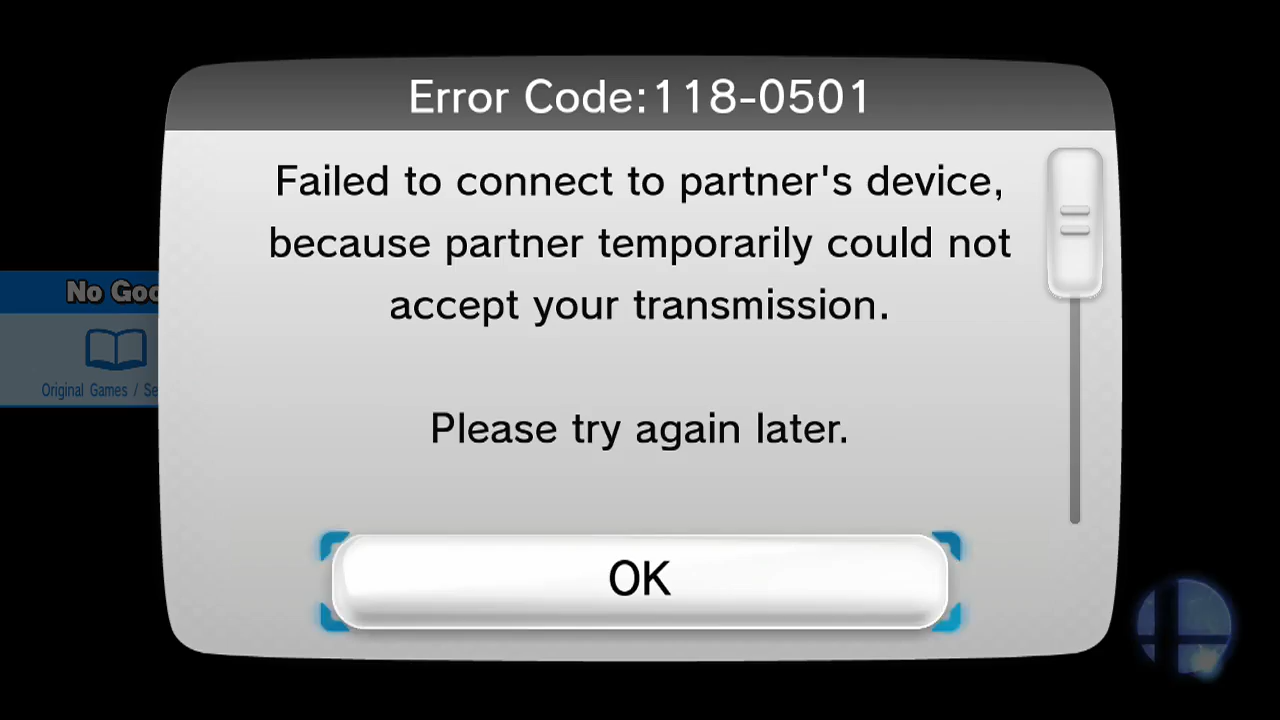 Error Code:118-0501
Failed to connect to partner's device,
because partner temporarily could not
accept your transmission.
Please try again later.
No
Original Games /
OK